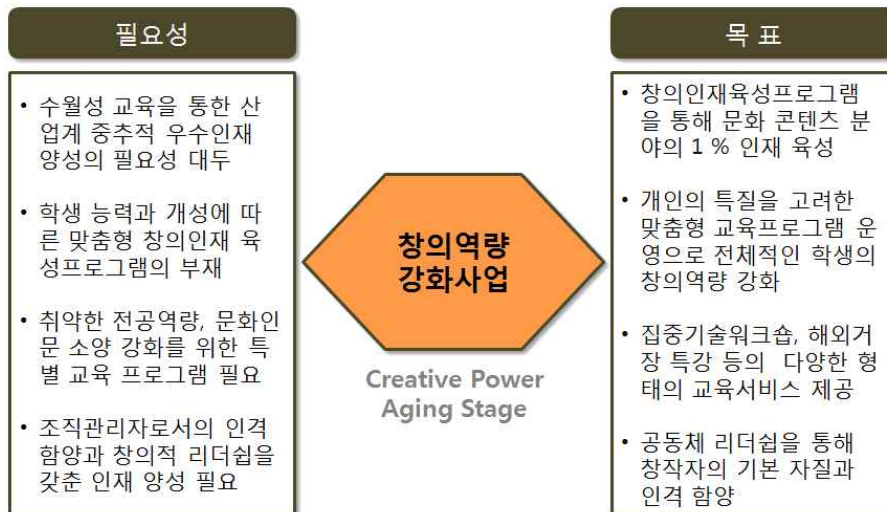 필요성
• 수월성 교육을 통한 산
업계 중추적 우수인재
양성의 필요성 대두
• 학생 능력과 개성에 따
른 맞춤형 창의인재 육
성프로그램의 부재
• 취약한 전공역량, 문화인
문 소양 강화를 위한 특
별 교육 프로그램 필요
• 조직관리자로서의 인격
함양과 창의적 리더쉽을
갖춘 인재 양성 필요
창의역량
강화사업
Creative Power
Aging Stage
목 표
• 창의인재육성프로그램
을 통해 문화 콘텐츠 분
야의 1 % 인재 육성
• 개인의 특질을 고려한
맞춤형 교육프로그램 운
영으로 전체적인 학생의
창의역량 강화
• 집중기술워크숍, 해외거
장 특강 등의 다양한 형
태의 교육서비스 제공
• 공동체 리더쉽을 통해
창작자의 기본 자질과
인격 함양